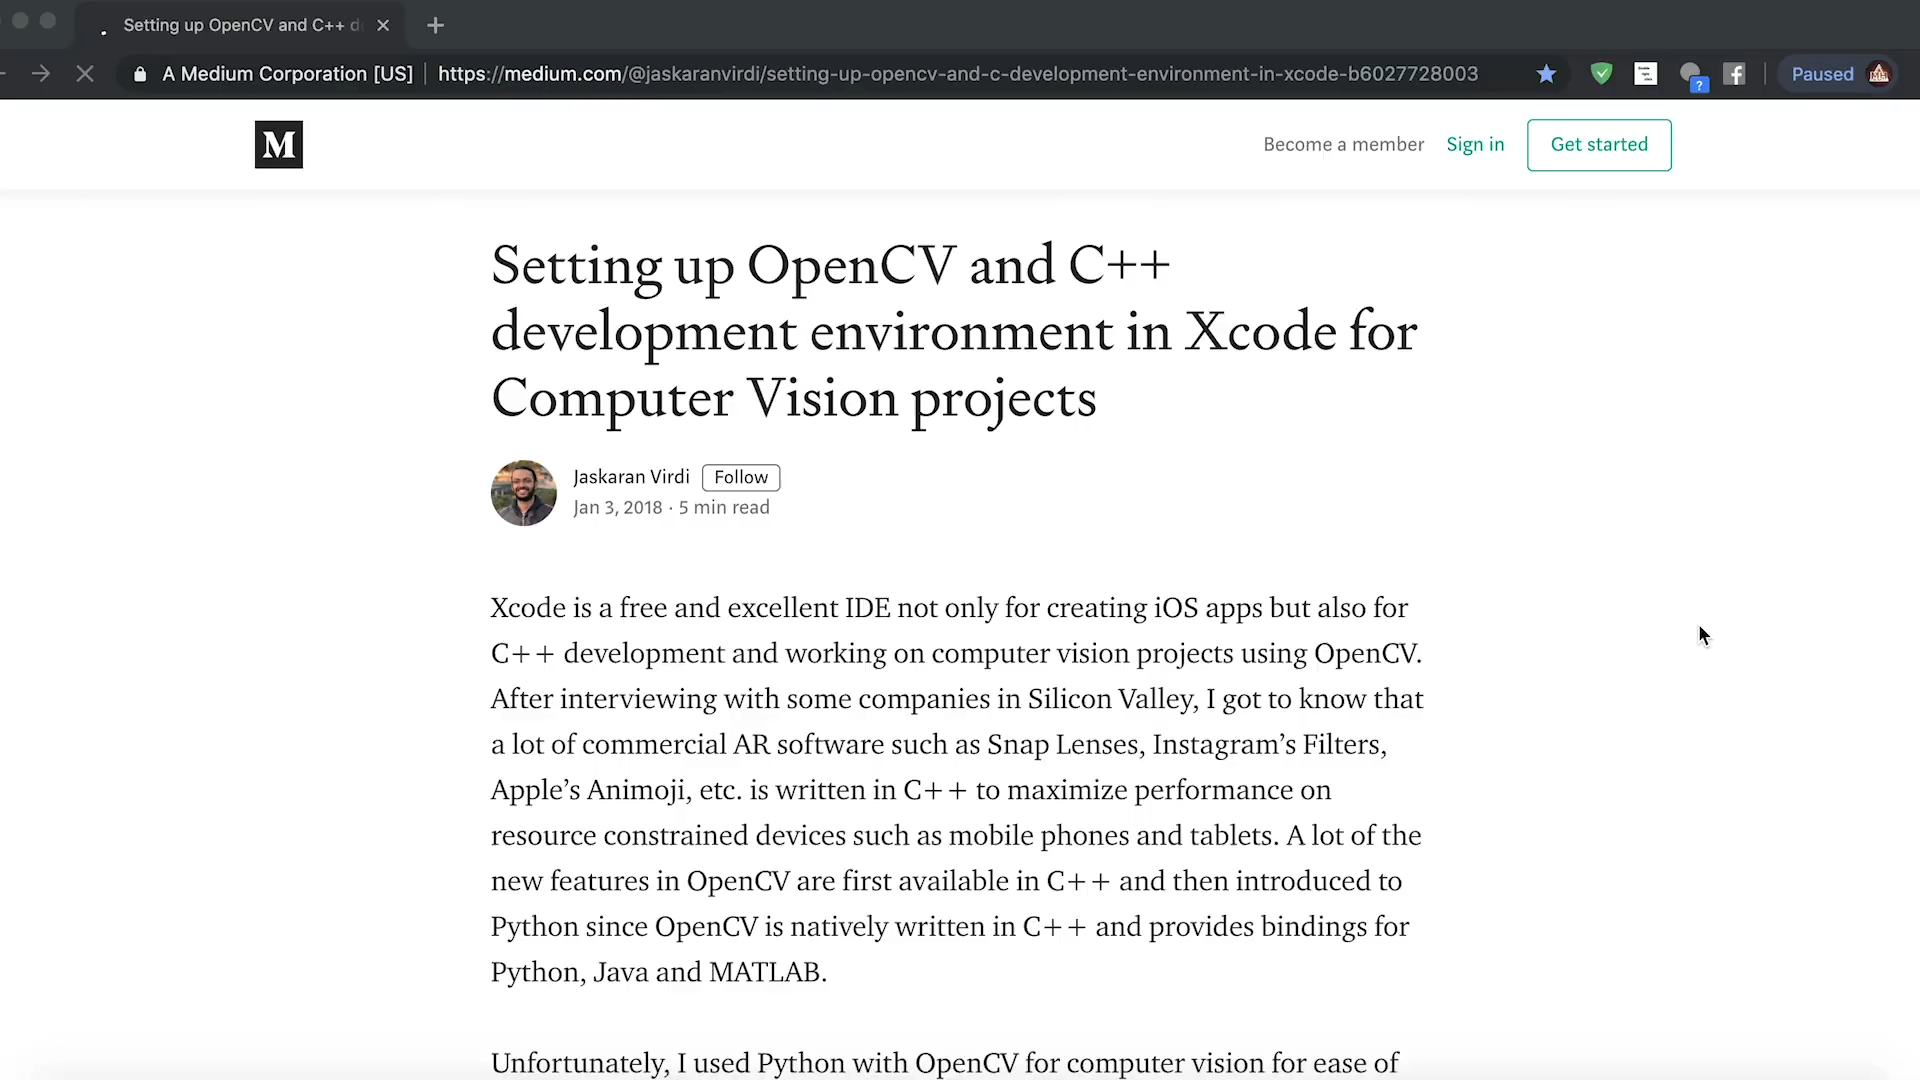 Setting up OpenCV and C++ d
A Medium Corporation [US] https://medium.com/@jaskaranvirdi/setting-up-opencv-and-c-development-environment-in-xcode-b6027728003
? f Paused
M
Become a member Sign in Get started
Setting up OpenCV and C++
development environment in Xcode for
Computer Vision projects
Jaskaran Virdi Follow
Jan 3, 2018 · 5 min read
Xcode is a free and excellent IDE not only for creating iOS apps but also for
C++ development and working on computer vision projects using OpenCV.
After interviewing with some companies in Silicon Valley, I got to know that
a lot of commercial AR software such as Snap Lenses, Instagram’s Filters,
Apple’s Animoji, etc. is written in C++ to maximize performance on
resource constrained devices such as mobile phones and tablets. A lot of the
new features in OpenCV are first available in C++ and then introduced to
Python since OpenCV is natively written in C++ and provides bindings for
Python, Java and MATLAB.
Unfortunately, I used Python with OpenCV for computer vision for ease of